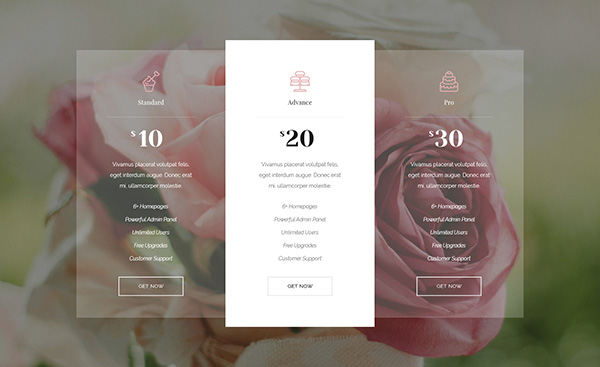 Standard
$10
Vivamus placerat volutpat felis,
eget interdum augue. Donec erat
mi, ullamcorper molestie.
6+ Homepages
Powerful Admin Panel
Unlimited Users
Free Upgrades
Customer Support
GET NOW
Advance
$20
Vivamus placerat volutpat felis,
eget interdum augue. Donec erat
mi, ullamcorper molestie.
6+ Homepages
Powerful Admin Panel
Unlimited Users
Free Upgrades
Customer Support
GET NOW
Pro
$30
Vivamus placerat volutpat felis,
eget interdum augue. Donec erat
mi, ullamcorper molestie.
6+ Homepages
Powerful Admin Panel
Unlimited Users
Free Upgrades
Customer Support
GET NOW